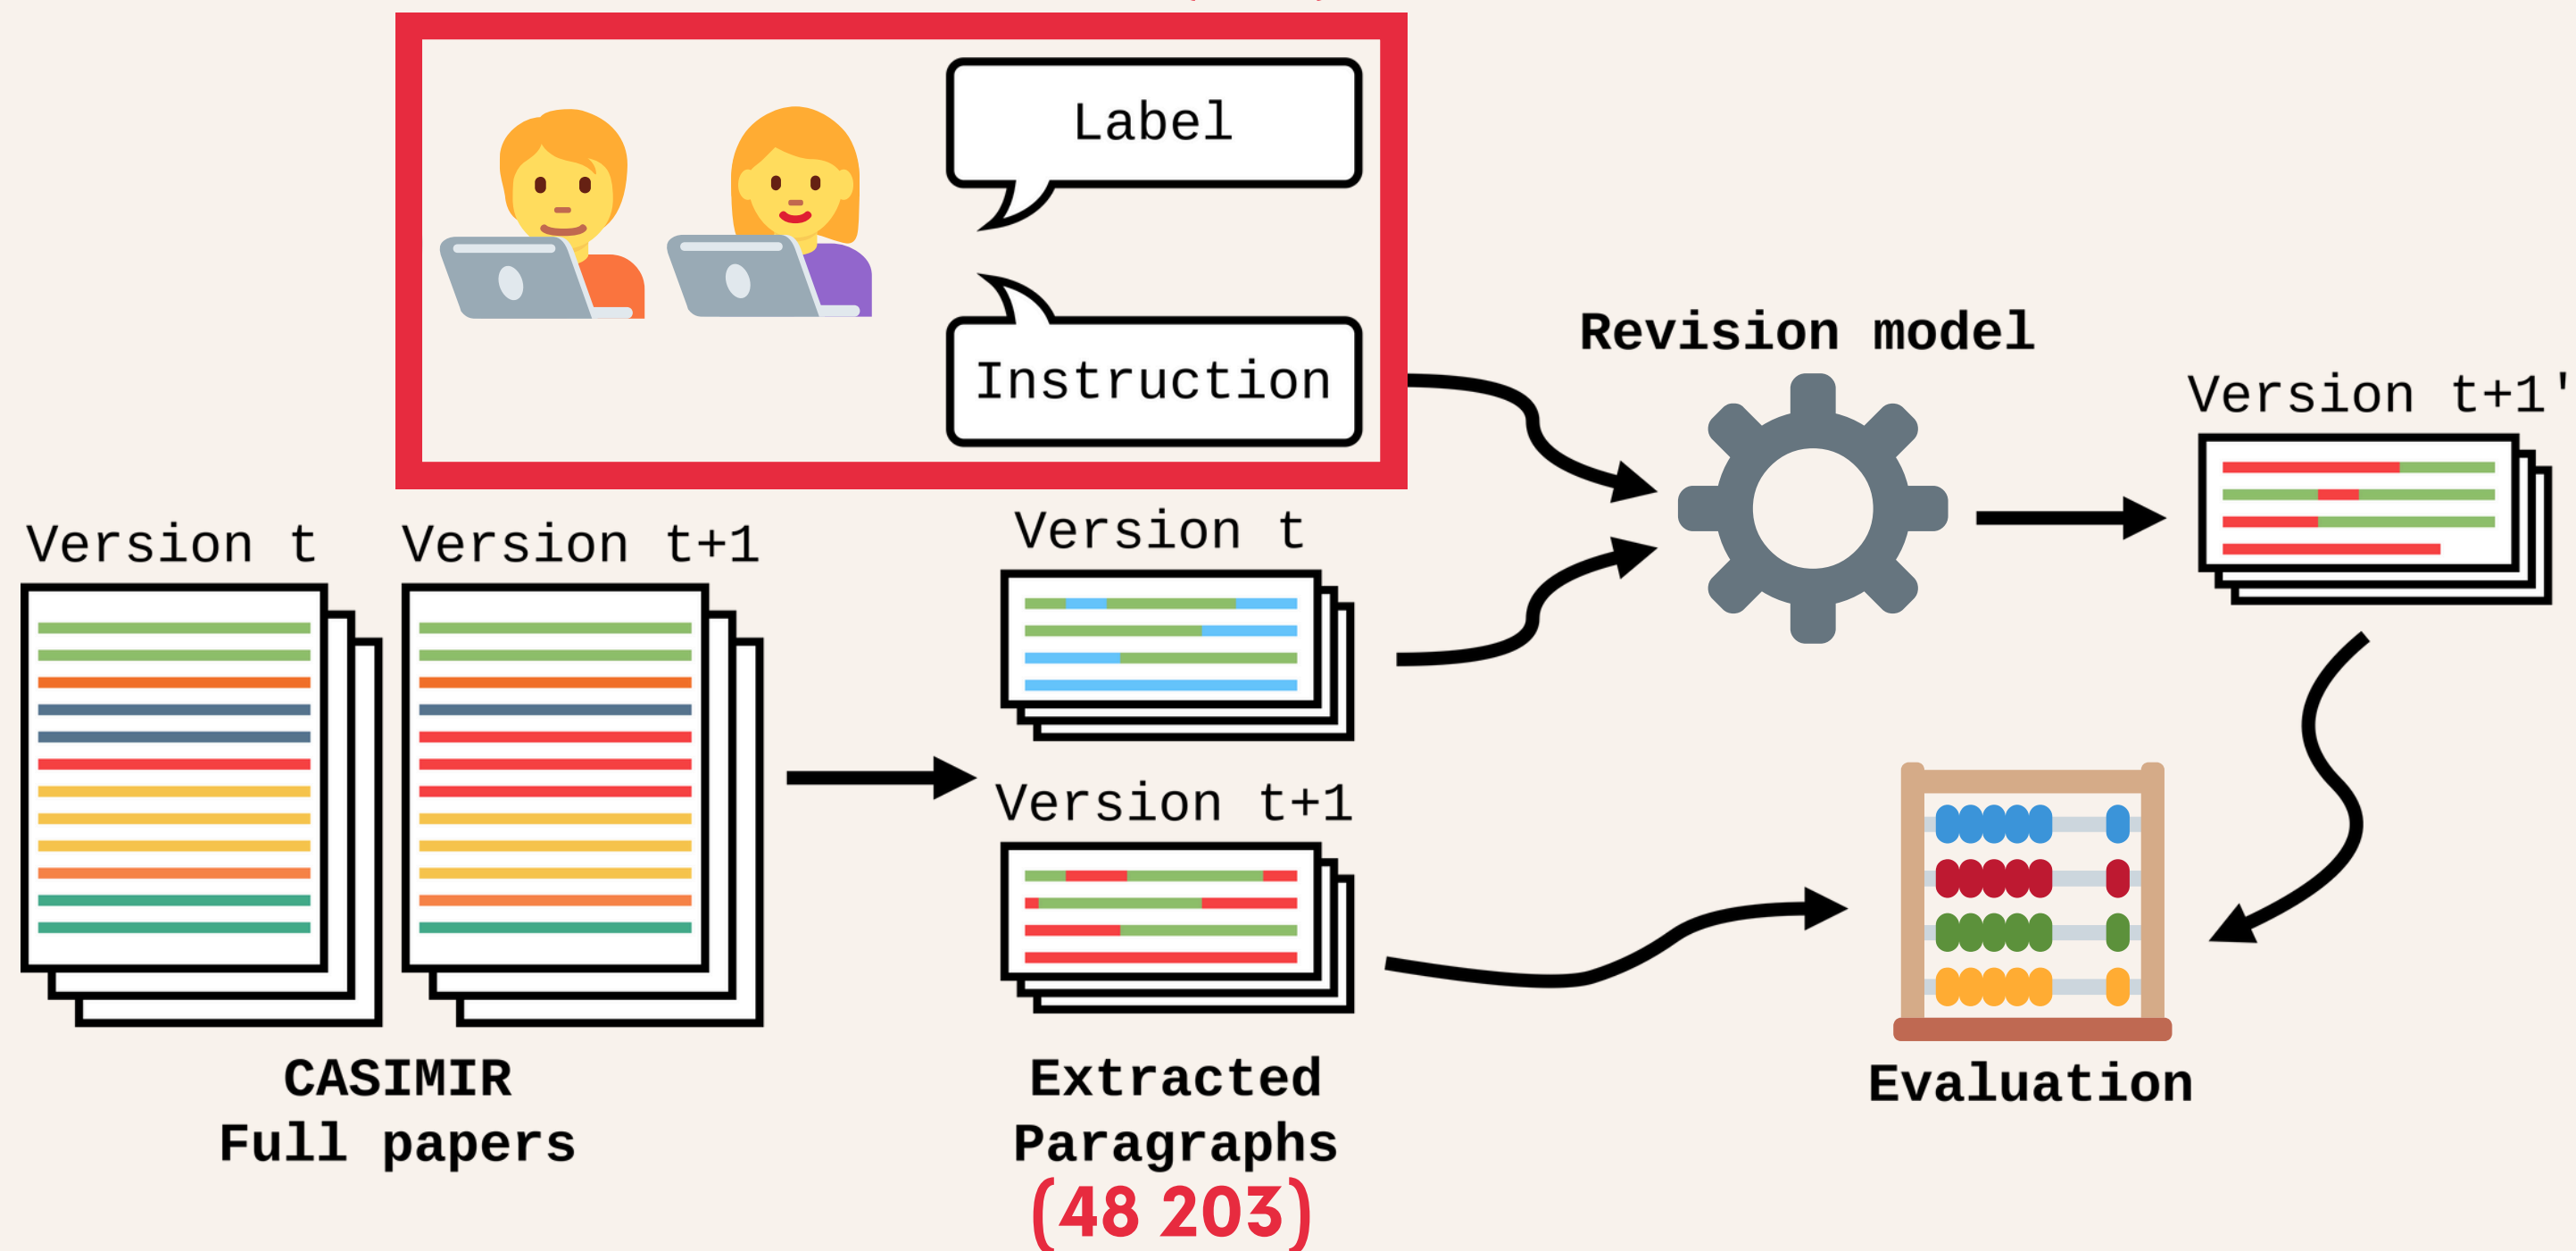 Label
Instruction
Revision model
Version t+1'
Version t
Version t+1
Version t
Version t+1
CASIMIR
Full papers
Extracted
Paragraphs
(48 203)
Evaluation